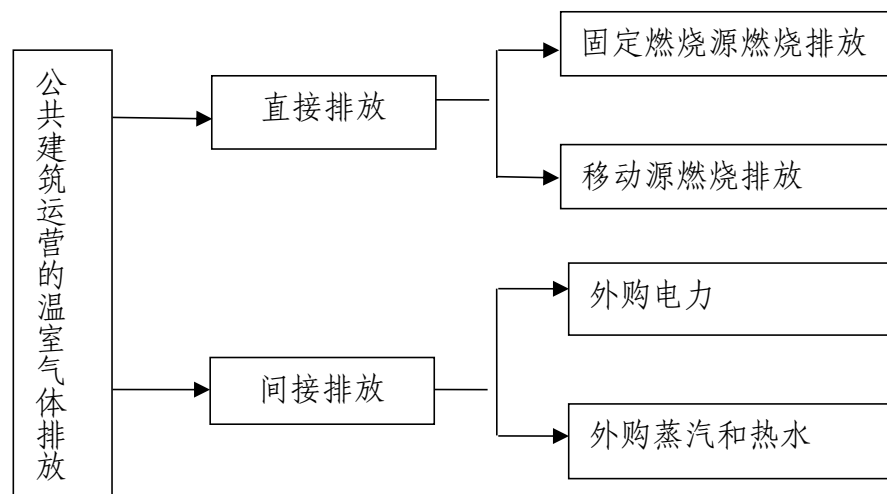 公共建筑运营的温室气体排放
直接排放
固定燃烧源燃烧排放
移动源燃烧排放
间接排放
外购电力
外购蒸汽和热水